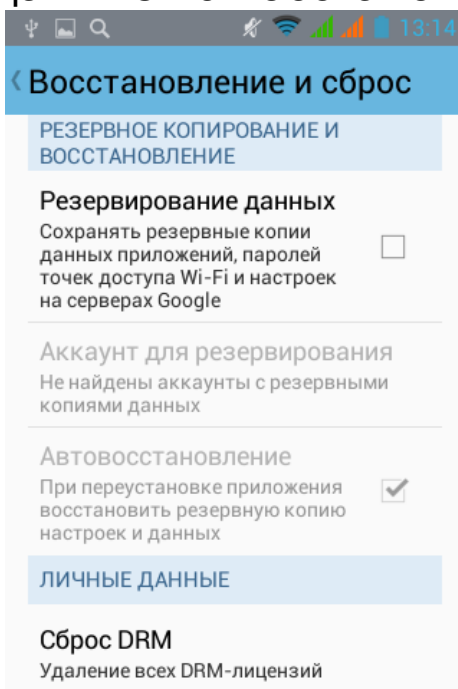 13:14
Восстановление и сброс
РЕЗЕРВНОЕ КОПИРОВАНИЕ И
ВОССТАНОВЛЕНИЕ
Резервирование данных
Сохранять резервные копии
данных приложений, паролей
точек доступа Wi-Fi и настроек
на серверах Google
Аккаунт для резервирования
Не найдены аккаунты с резервными
копиями данных
Автовосстановление
При переустановке приложения
восстановить резервную копию
настроек и данных
ЛИЧНЫЕ ДАННЫЕ
Сброс DRM
Удаление всех DRM-лицензий